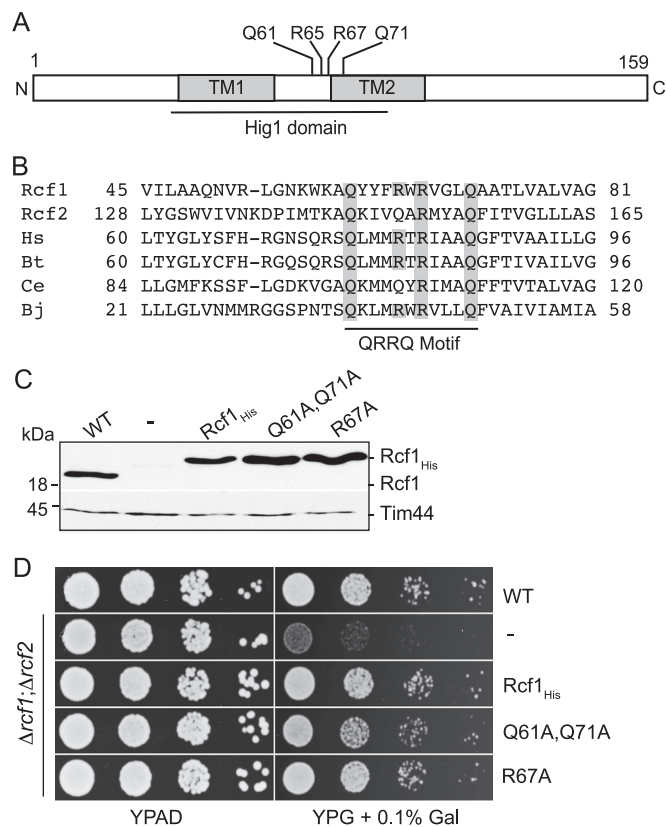 A
Q61 R65 R67 Q71
1 159
N TM1 TM2 C
Hig1 domain
B
Rcf1 45 VILAAQNVR-LGNKWKAQYYFRWRVGLQAATLVALVAG 81
Rcf2 128 LYGSWVIVNKDPIMTKAQKIVQARMYAQFITVGLLLAS 165
Hs 60 LTYGLYSFH-RGNSQRSQLMMRTRIAAQGFTVAAILLG 96
Bt 60 LTYGLYCFH-RGQSQRSQLMMRTRIAAQGFTIVAILVG 96
Ce 84 LLGMFKSSF-LGDKVGAQKMMQYRIMAQFFTVTALVAG 120
Bj 21 LLLGLVNMMRGGSPNTSQKLMRWRVLLQFVAIVIAMIA 58
QRRQ Motif
C
WT - Rcf1His Q61A,Q71A R67A
kDa
Rcf1His
18 Rcf1
45 Tim44
D
WT
-
Rcf1His
Q61A,Q71A
R67A
Δrcf1;Δrcf2
YPAD YPG + 0.1% Gal